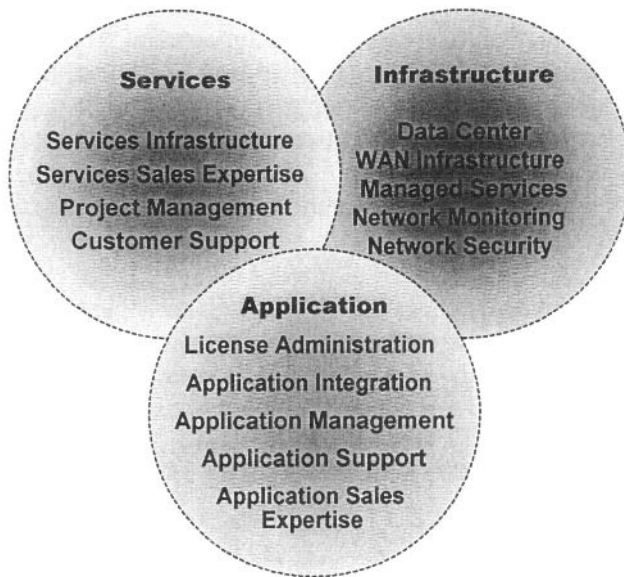 Services
Services Infrastructure
Services Sales Expertise
Project Management
Customer Support
Infrastructure
Data Center
WAN Infrastructure
Managed Services
Network Monitoring
Network Security
Application
License Administration
Application Integration
Application Management
Application Support
Application Sales
Expertise